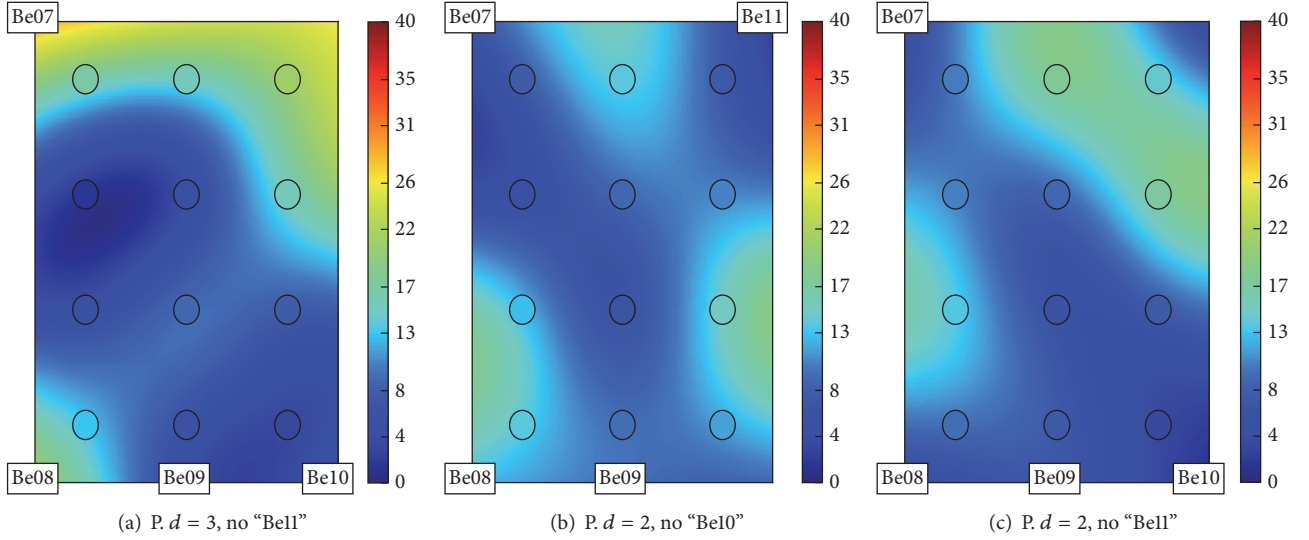 Be07
Be08
Be09
Be10
40
35
31
26
22
17
13
8
4
0
(a) P. d = 3, no “Be11”
Be07
Be11
Be08
Be09
40
35
31
26
22
17
13
8
4
0
(b) P. d = 2, no “Be10”
Be07
Be08
Be09
Be10
40
35
31
26
22
17
13
8
4
0
(c) P. d = 2, no “Be11”